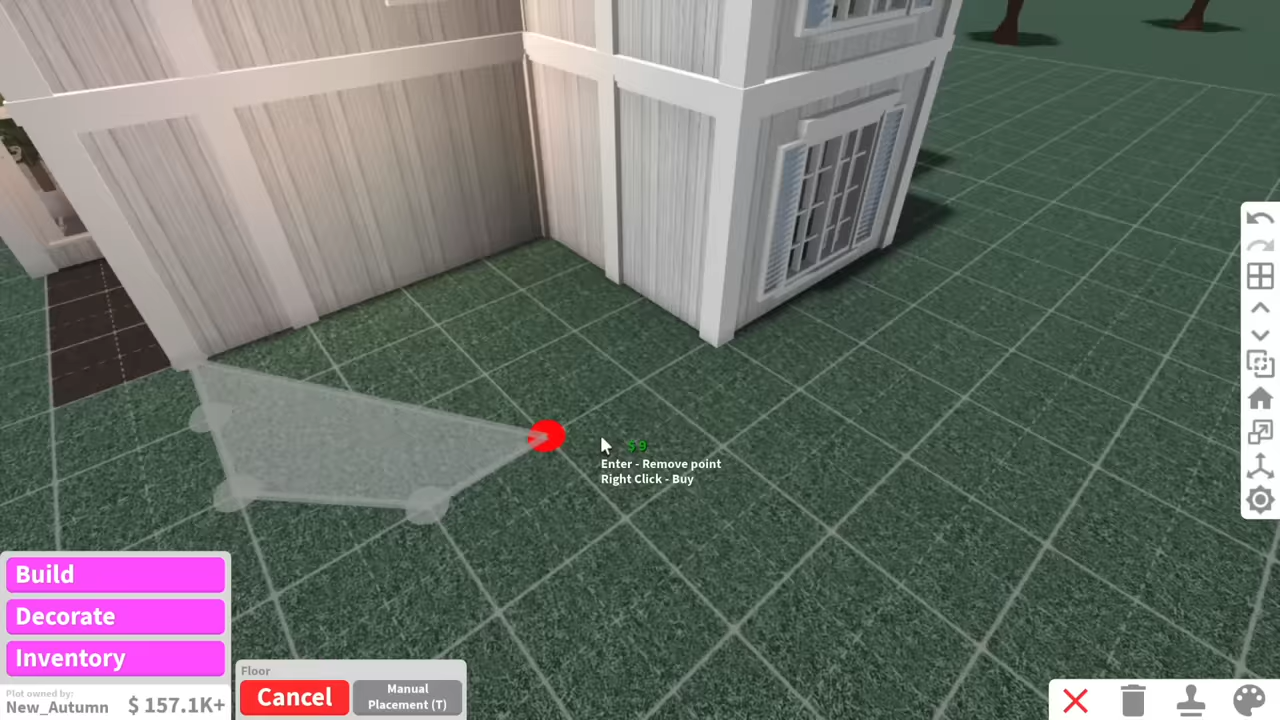 $ 9
Enter - Remove point
Right Click - Buy
Build
Decorate
Inventory
Plot owned by:
New_Autumn
$ 157.1K+
Floor
Cancel
Manual
Placement (T)